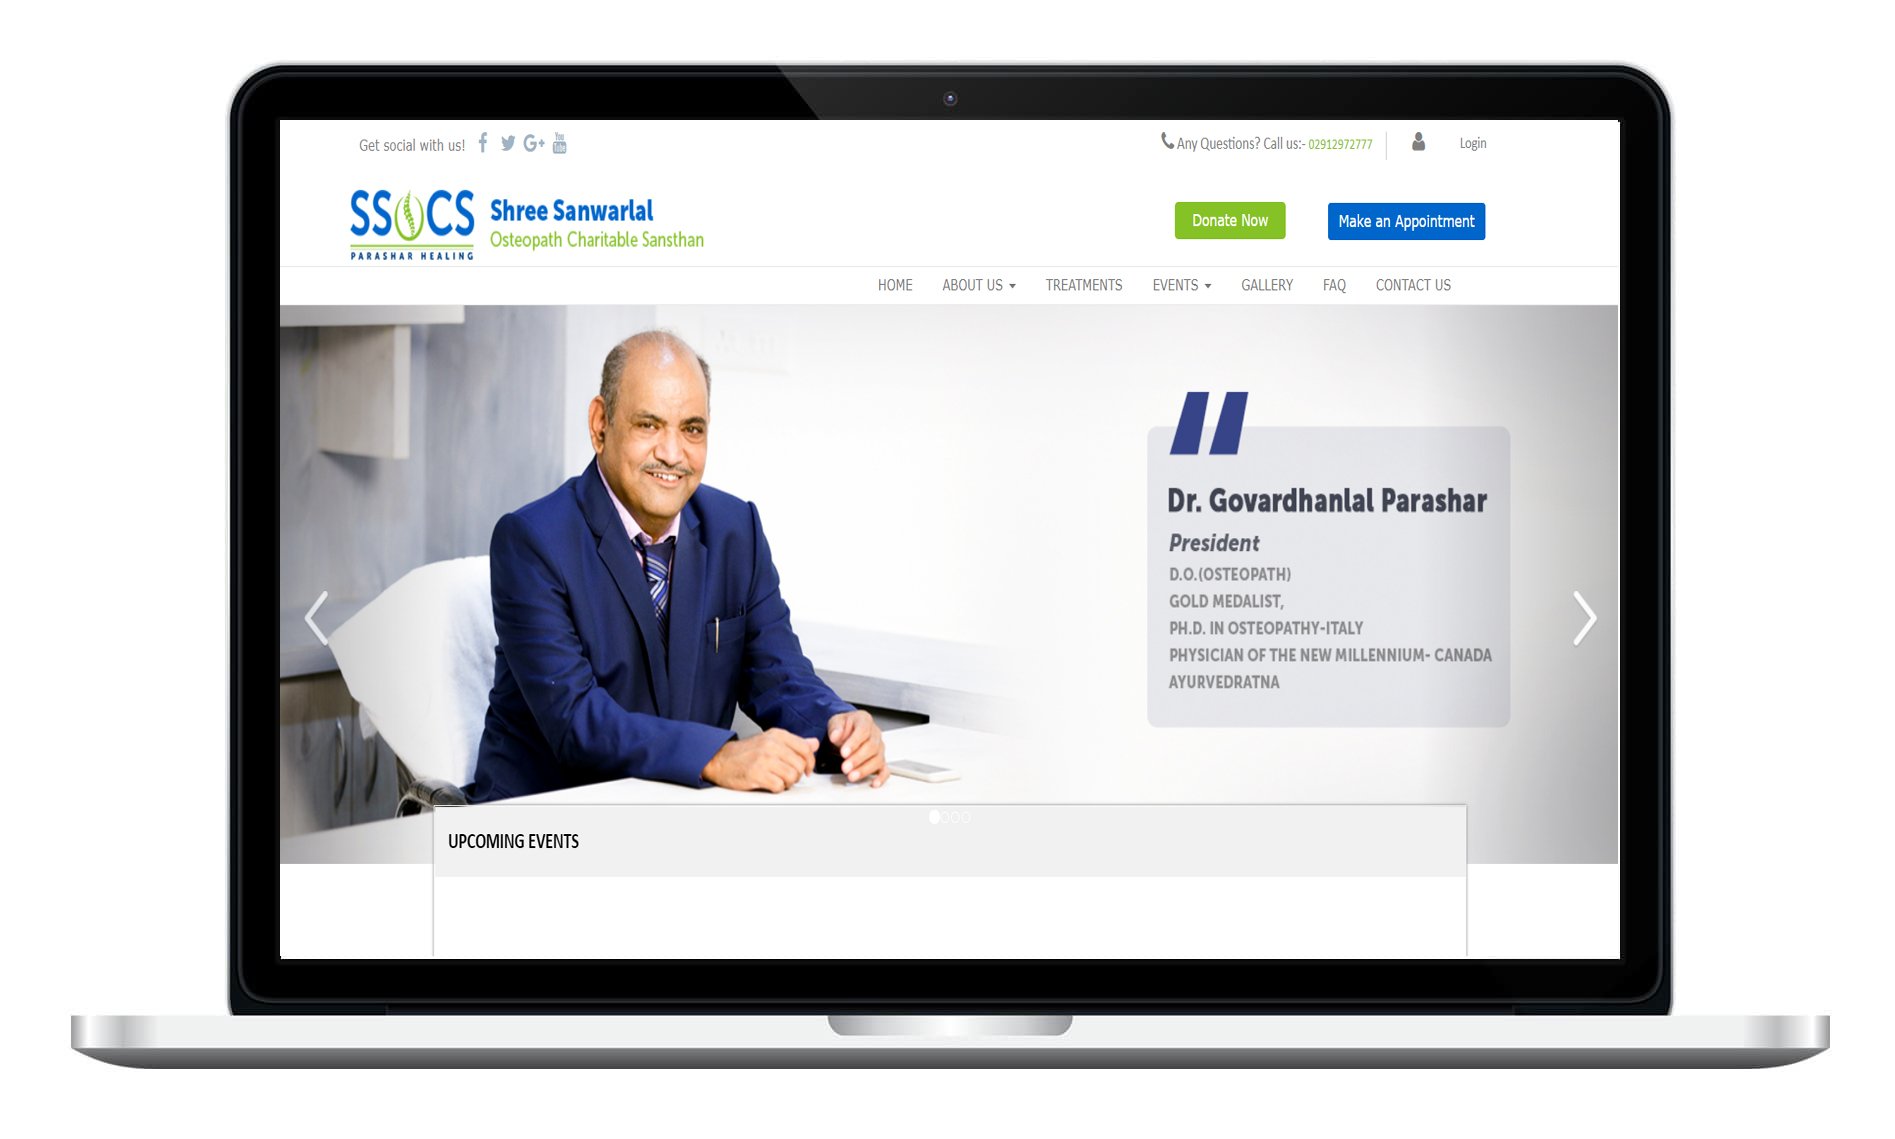 Get social with us!
Any Questions? Call us:- 02912972777
Login
SSOCS
PARASHAR HEALING
Shree Sanwarlal
Osteopath Charitable Sansthan
Donate Now
Make an Appointment
HOME
ABOUT US
TREATMENTS
EVENTS
GALLERY
FAQ
CONTACT US
Dr. Govardhanlal Parashar
President
D.O.(OSTEOPATH)
GOLD MEDALIST,
PH.D. IN OSTEOPATHY-ITALY
PHYSICIAN OF THE NEW MILLENNIUM- CANADA
AYURVEDRATNA
UPCOMING EVENTS